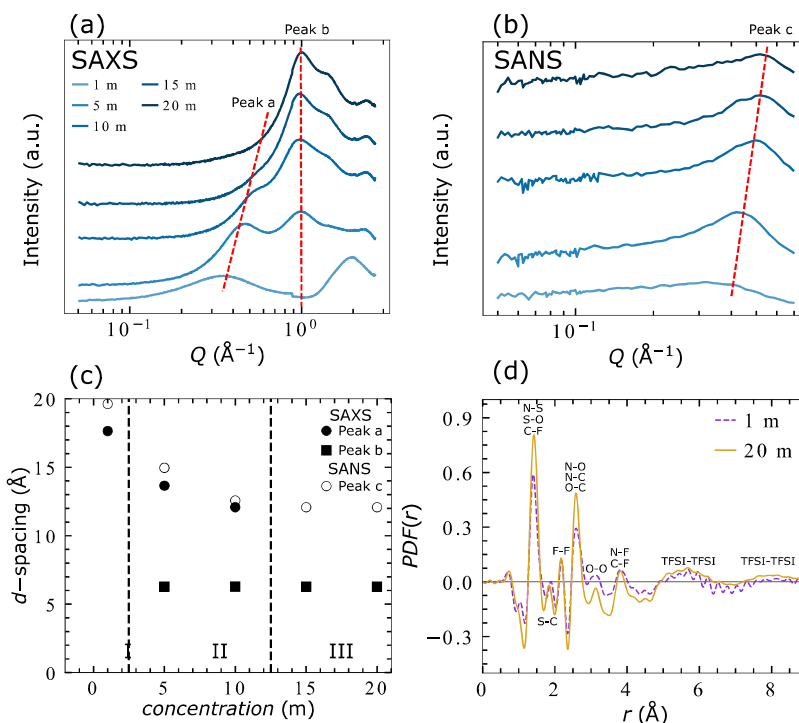 (a)
Peak b
SAXS
1 m
15 m
5 m
20 m
10 m
Peak a
Intensity (a.u.)
10⁻¹
10⁰
Q (Å⁻¹)
(b)
Peak c
SANS
Intensity (a.u.)
10⁻¹
Q (Å⁻¹)
(c)
20
15
10
5
0
d−spacing (Å)
SAXS
Peak a
Peak b
SANS
Peak c
I
II
III
0
5
10
15
20
concentration (m)
(d)
0.9
0.6
0.3
0.0
−0.3
PDF(r)
N–S
S–O
C–F
1 m
20 m
N–O
N–C
O–C
F–F
O–O
N–F
C–F
TFSI–TFSI
TFSI–TFSI
S–C
0
2
4
6
8
r (Å)